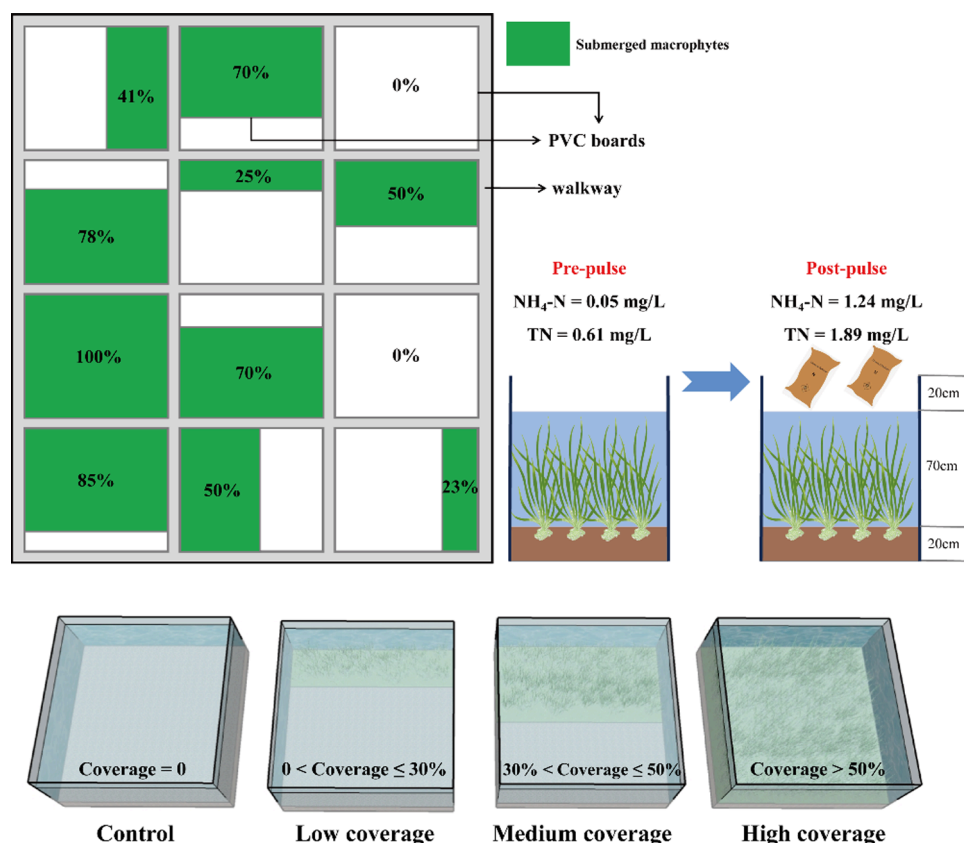 Submerged macrophytes
41%
70%
0%
PVC boards
25%
50%
walkway
78%
Pre-pulse
NH₄-N = 0.05 mg/L
TN = 0.61 mg/L
Post-pulse
NH₄-N = 1.24 mg/L
TN = 1.89 mg/L
100%
70%
0%
20cm
70cm
20cm
85%
50%
23%
Coverage = 0
0 < Coverage ≤ 30%
30% < Coverage ≤ 50%
Coverage > 50%
Control
Low coverage
Medium coverage
High coverage